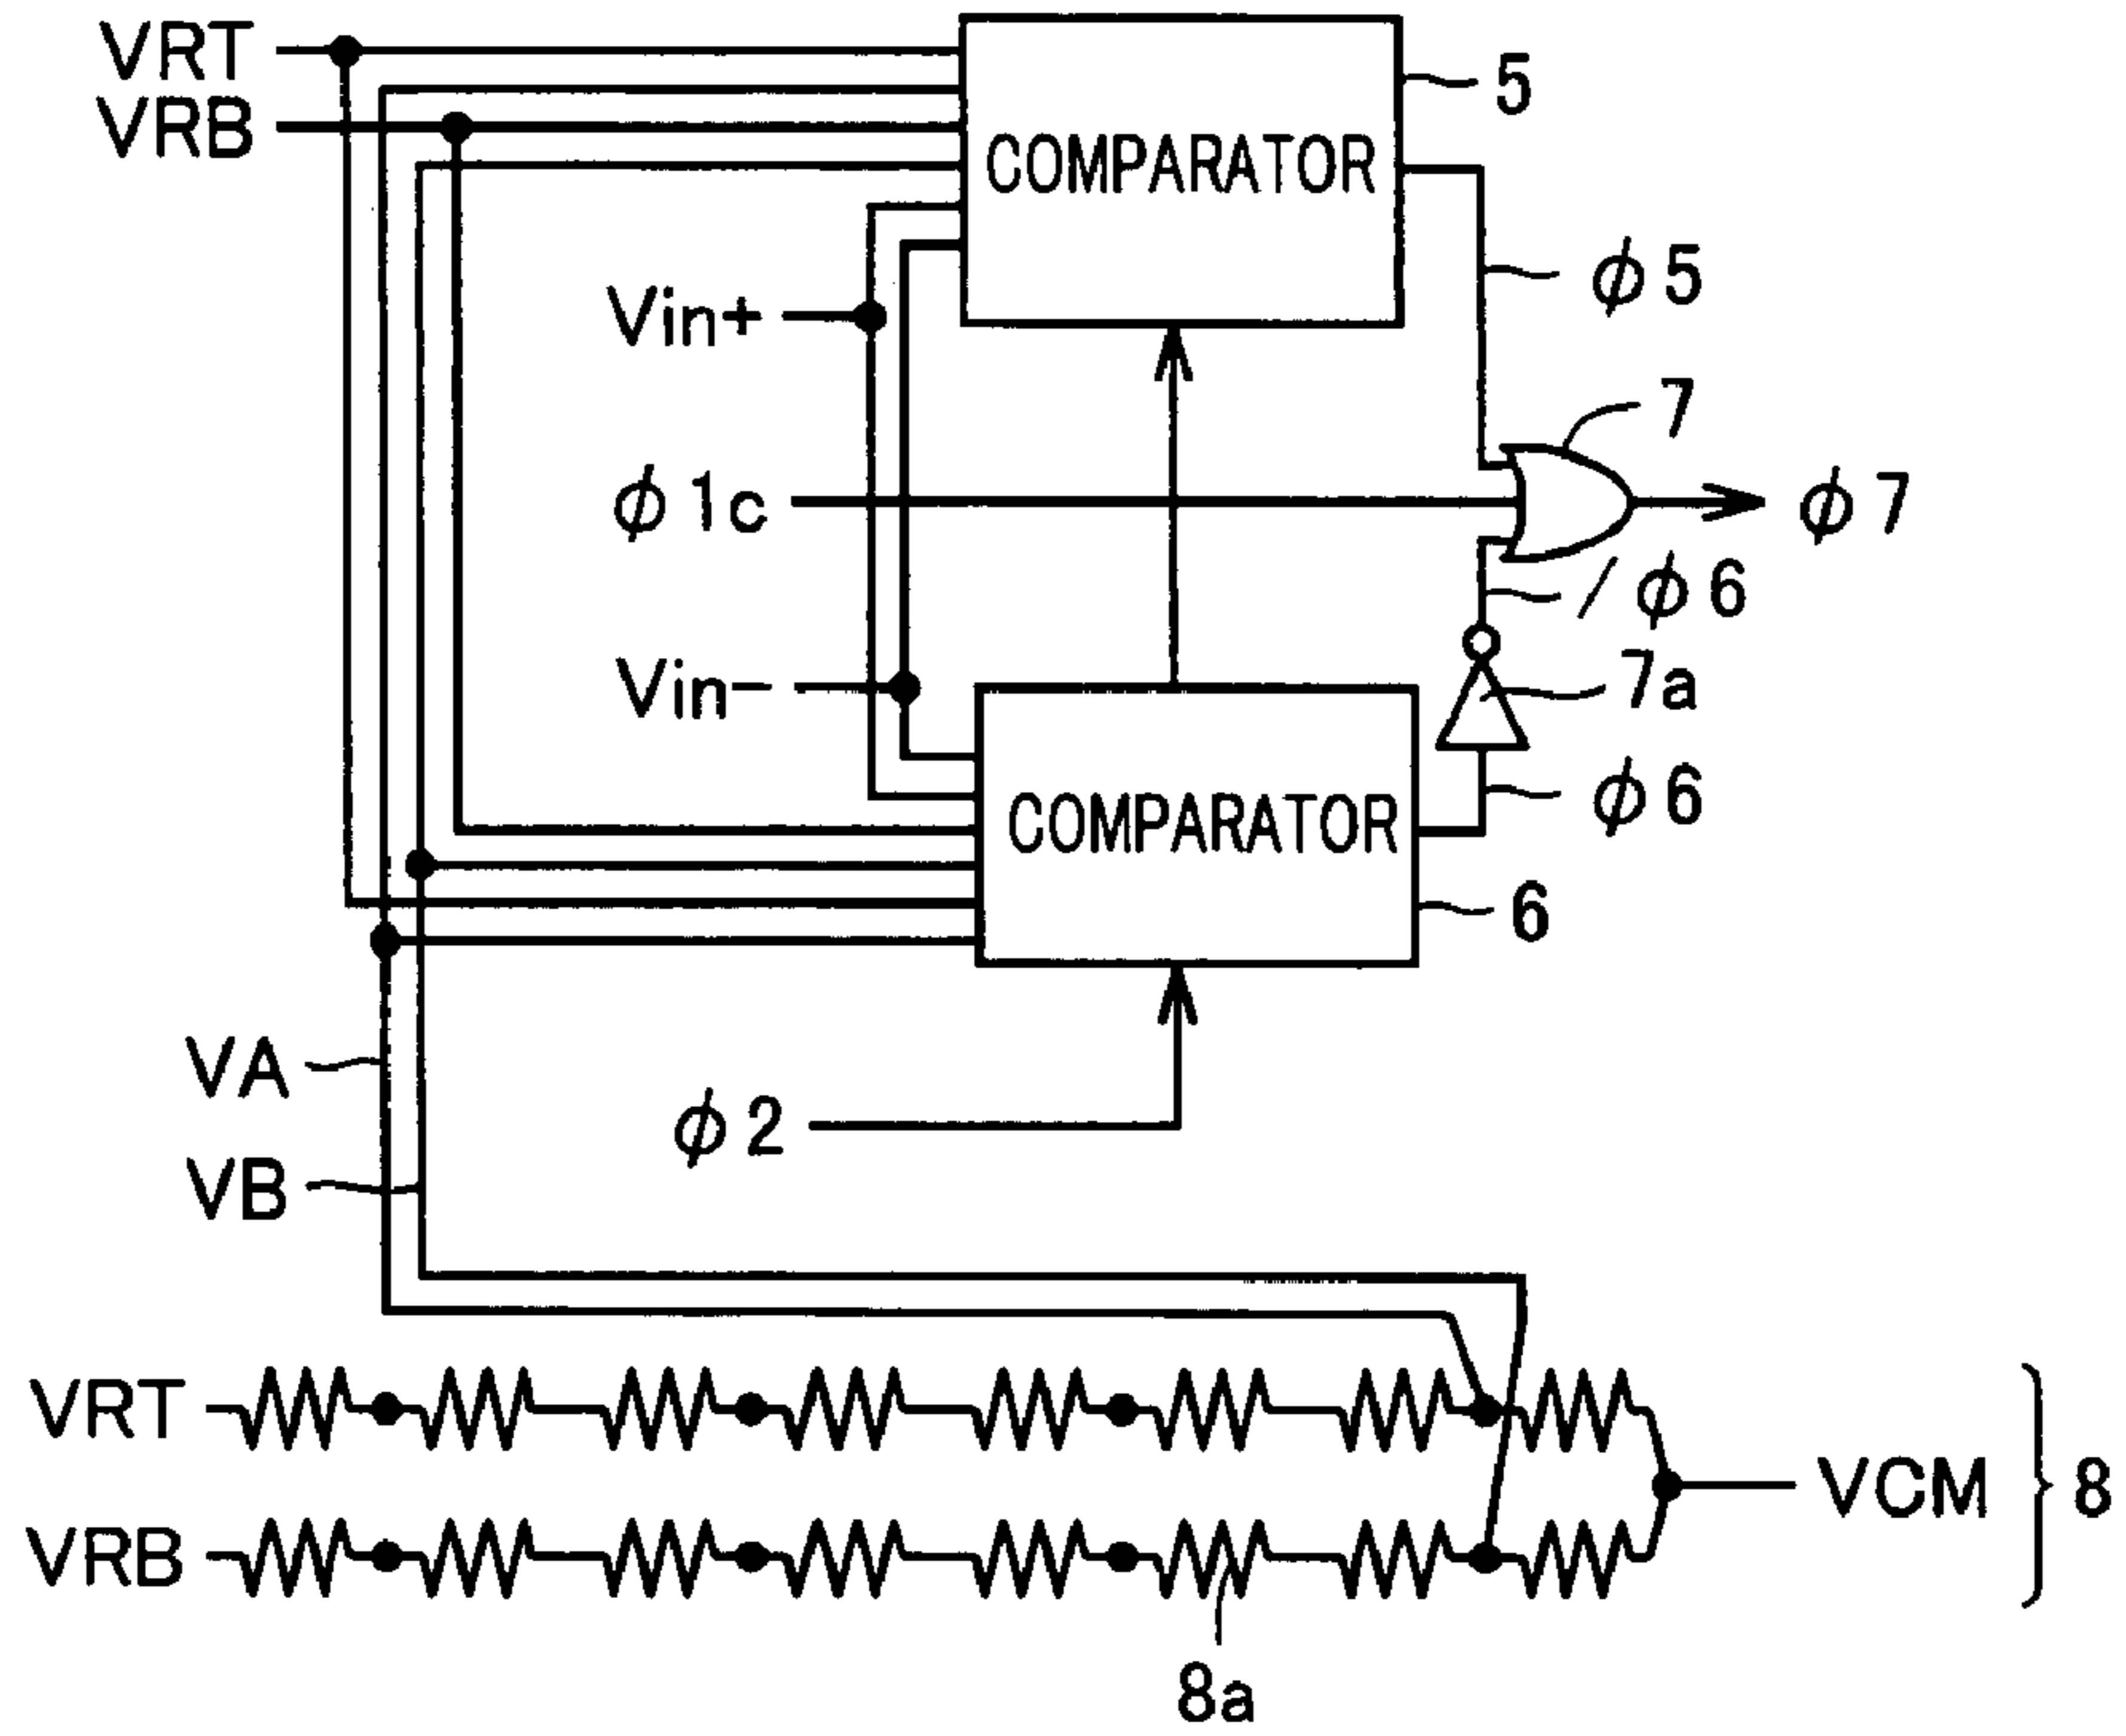 VRT
VRB
COMPARATOR
5
ϕ5
Vin+
7
ϕ1c
ϕ7
/ϕ6
Vin−
7a
COMPARATOR
ϕ6
6
VA
ϕ2
VB
VRT
VCM
8
VRB
8a